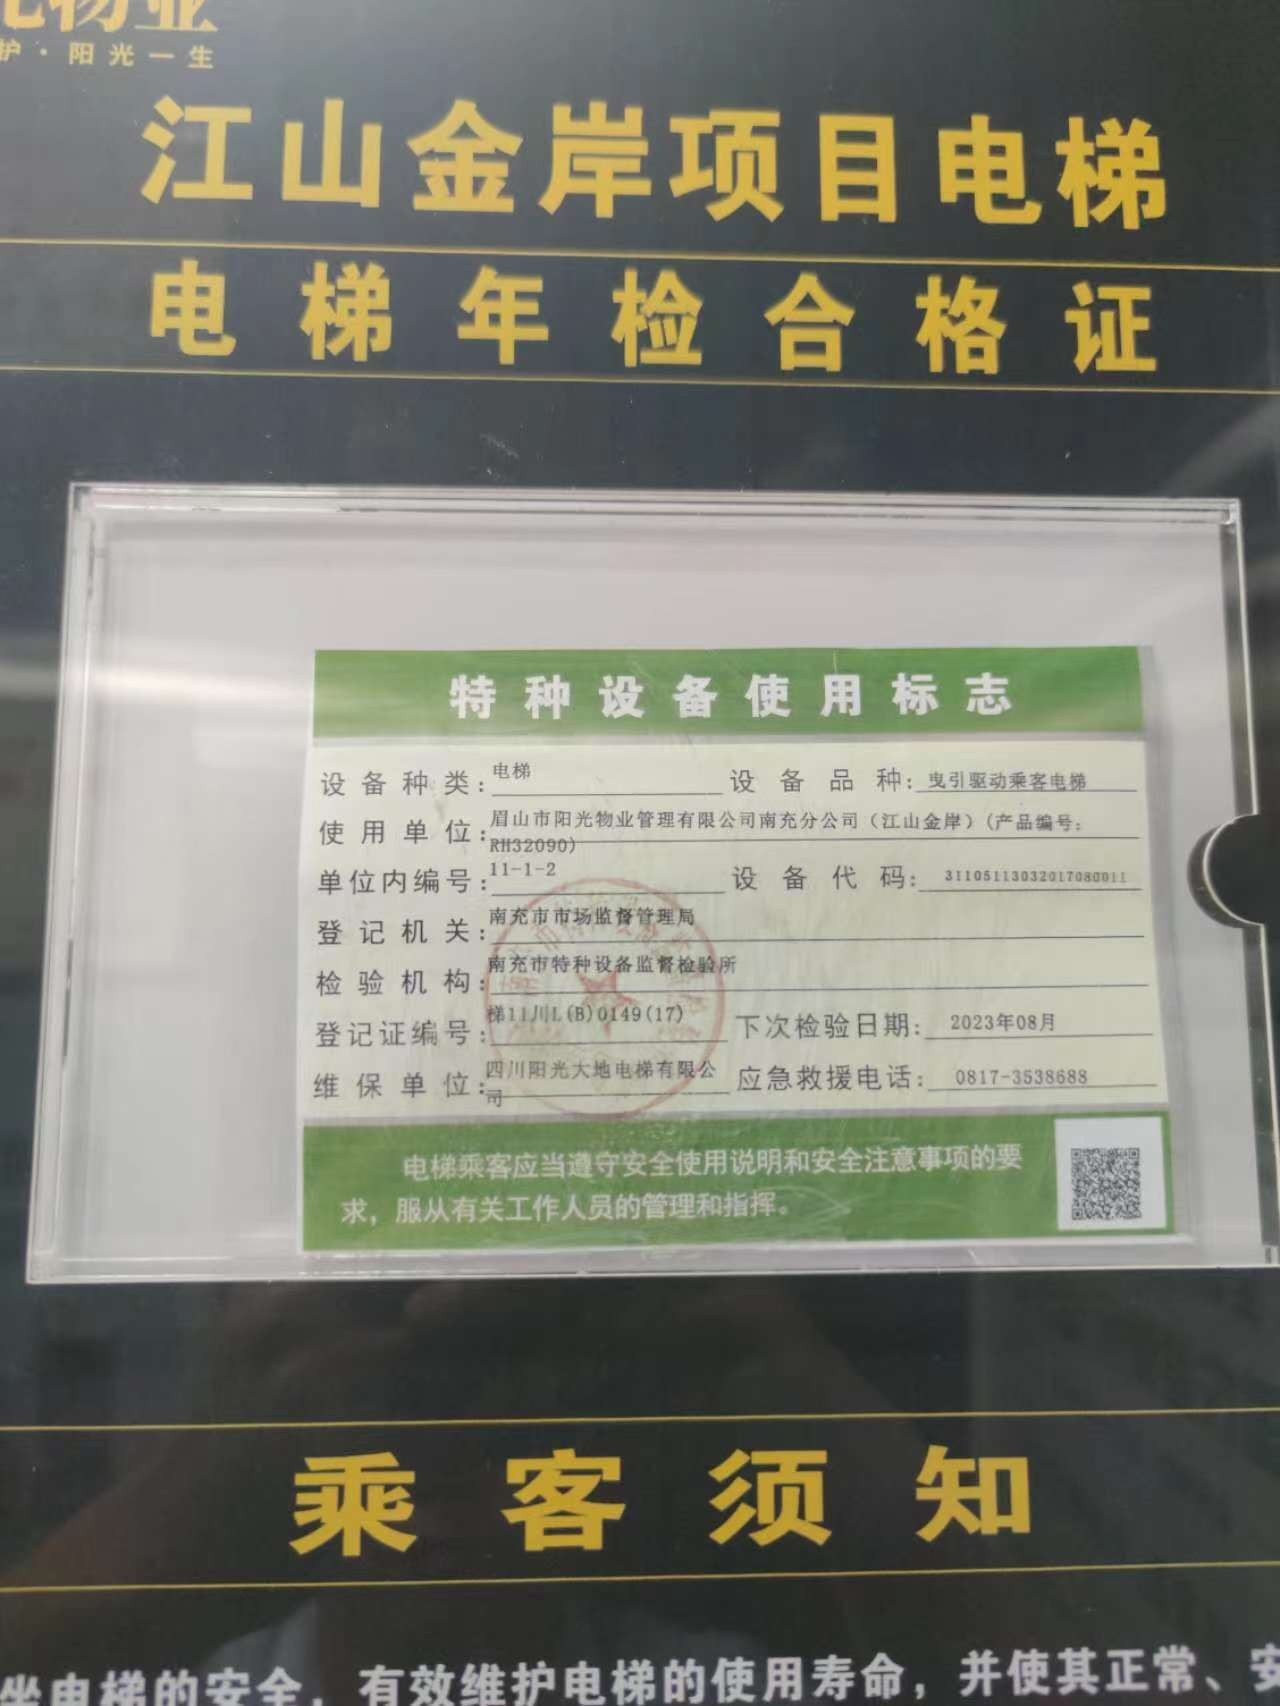 物业
护·阳光一生
江山金岸项目电梯
电梯年检合格证
特种设备使用标志
设备种类：电梯 设备品种：曳引驱动乘客电梯
使用单位：眉山市阳光物业管理有限公司南充分公司（江山金岸）(产品编号：
RH32090)
单位内编号：11-1-2 设备代码：31105113032017080011
登记机关：南充市市场监督管理局
检验机构：南充市特种设备监督检验所
登记证编号：梯11川L(B)0149(17) 下次检验日期：2023年08月
维保单位：四川阳光大地电梯有限公 应急救援电话：0817-3538688
司
电梯乘客应当遵守安全使用说明和安全注意事项的要
求，服从有关工作人员的管理和指挥。
乘客须知
坐电梯的安全，有效维护电梯的使用寿命，并使其正常、安